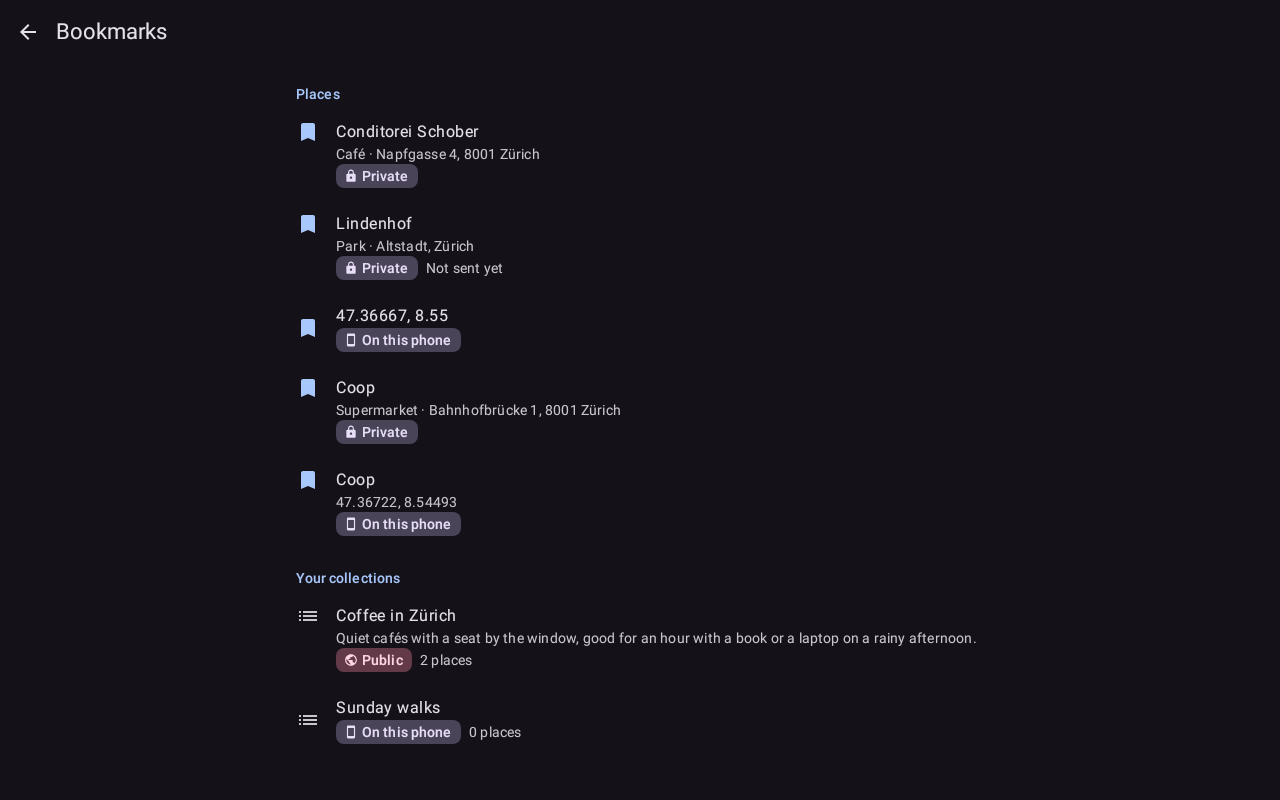 Bookmarks
Places
Conditorei Schober
Café · Napfgasse 4, 8001 Zürich
Private
Lindenhof
Park · Altstadt, Zürich
Private Not sent yet
47.36667, 8.55
On this phone
Coop
Supermarket · Bahnhofbrücke 1, 8001 Zürich
Private
Coop
47.36722, 8.54493
On this phone
Your collections
Coffee in Zürich
Quiet cafés with a seat by the window, good for an hour with a book or a laptop on a rainy afternoon.
Public 2 places
Sunday walks
On this phone 0 places